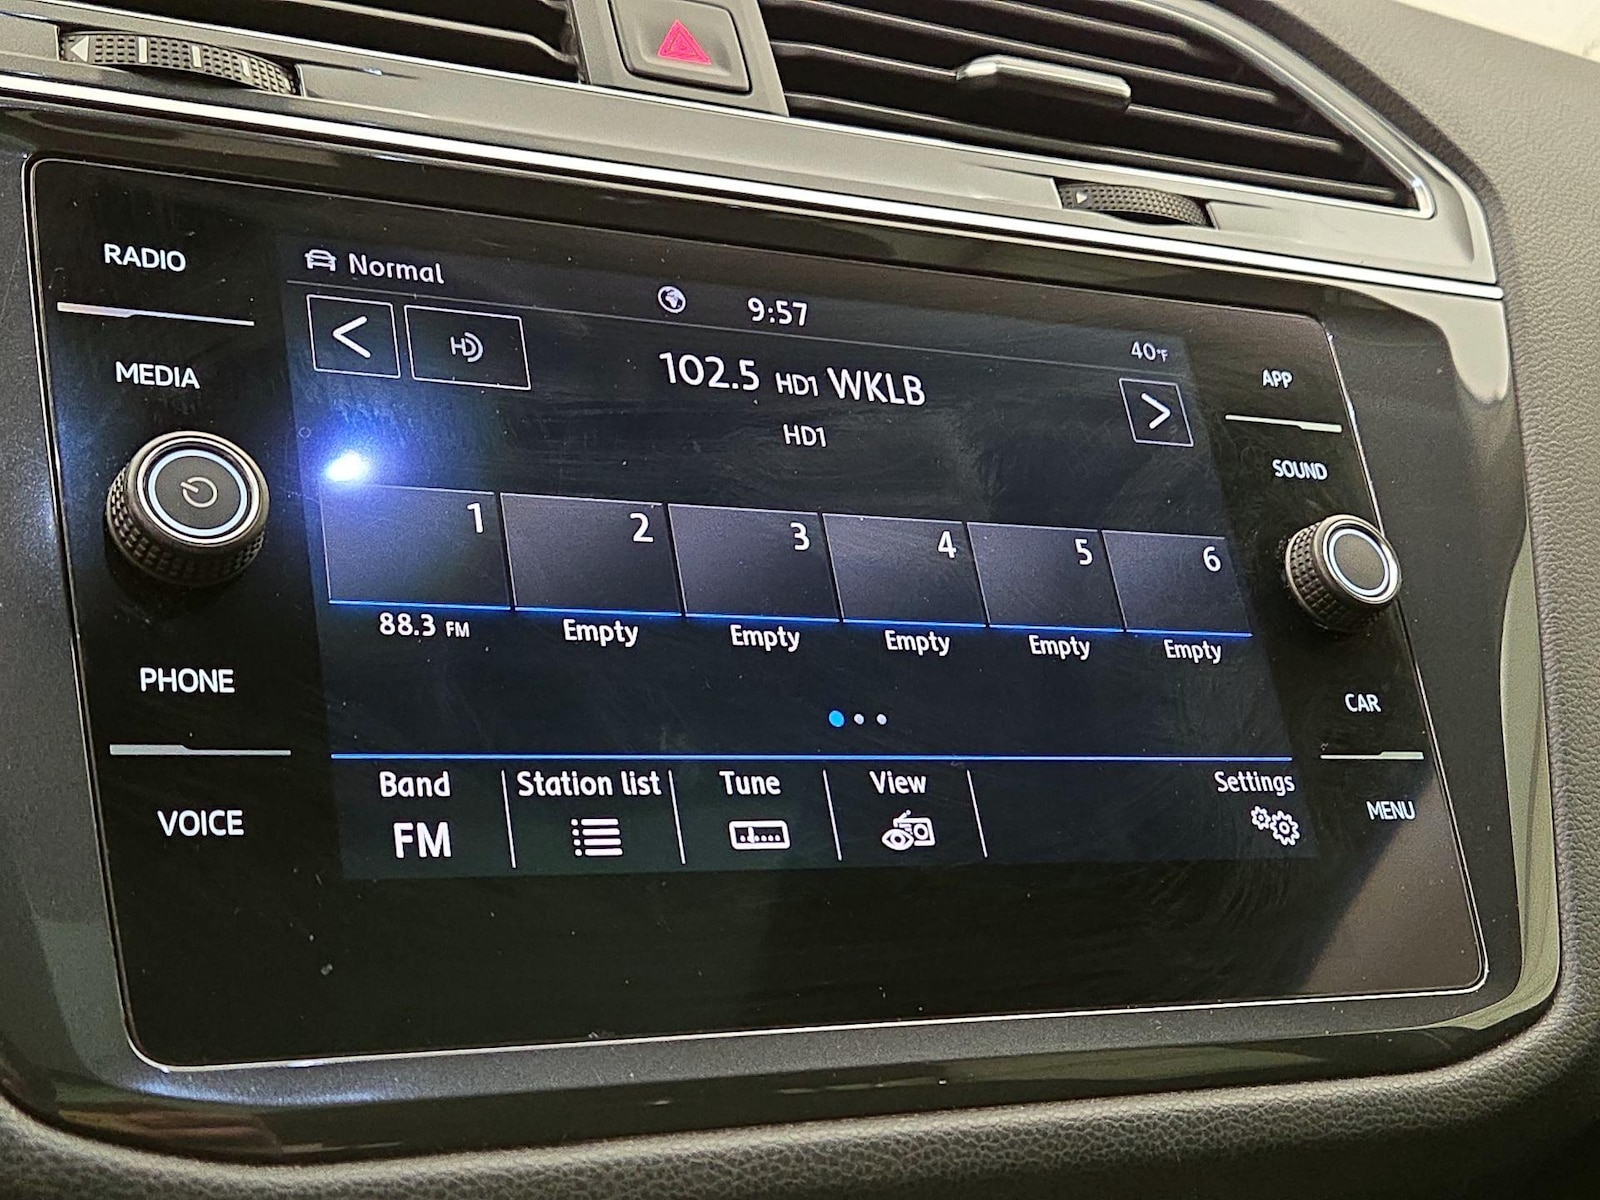 RADIO
MEDIA
PHONE
VOICE
Normal
9:57
40°F
HD
102.5 HD1 WKLB
HD1
1
2
3
4
5
6
88.3 FM
Empty
Empty
Empty
Empty
Empty
Band
Station list
Tune
View
Settings
FM
APP
SOUND
CAR
MENU